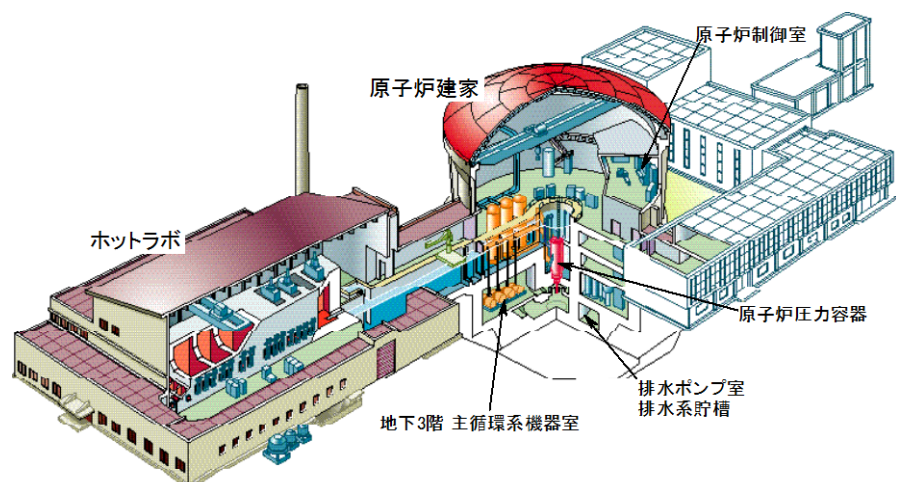 原子炉制御室
原子炉建家
ホットラボ
原子炉圧力容器
排水ポンプ室
排水系貯槽
地下3階 主循環系機器室